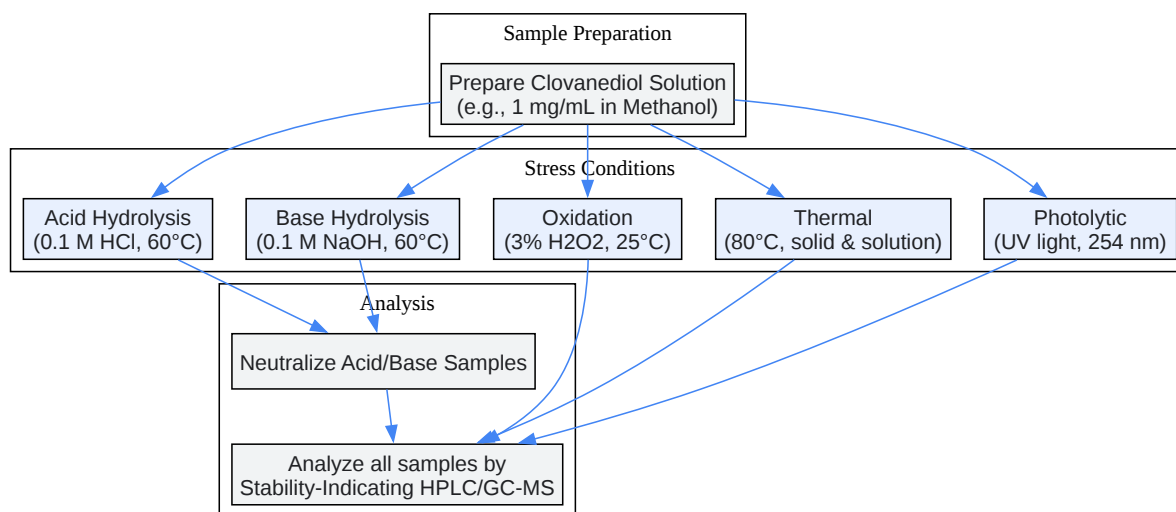 Sample Preparation
Prepare Clovanediol Solution
(e.g., 1 mg/mL in Methanol)
Stress Conditions
Acid Hydrolysis
(0.1 M HCl, 60°C)
Base Hydrolysis
(0.1 M NaOH, 60°C)
Oxidation
(3% H2O2, 25°C)
Thermal
(80°C, solid & solution)
Photolytic
(UV light, 254 nm)
Analysis
Neutralize Acid/Base Samples
Analyze all samples by
Stability-Indicating HPLC/GC-MS